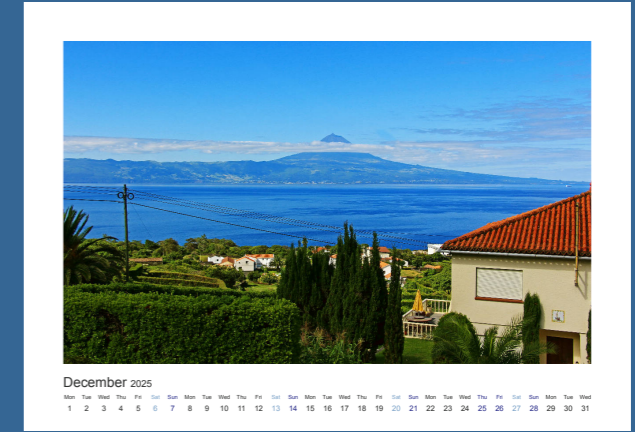 December 2025
Mon Tue Wed Thu Fri Sat Sun Mon Tue Wed Thu Fri Sat Sun Mon Tue Wed Thu Fri Sat Sun Mon Tue Wed Thu Fri Sat Sun Mon Tue Wed
1 2 3 4 5 6 7 8 9 10 11 12 13 14 15 16 17 18 19 20 21 22 23 24 25 26 27 28 29 30 31